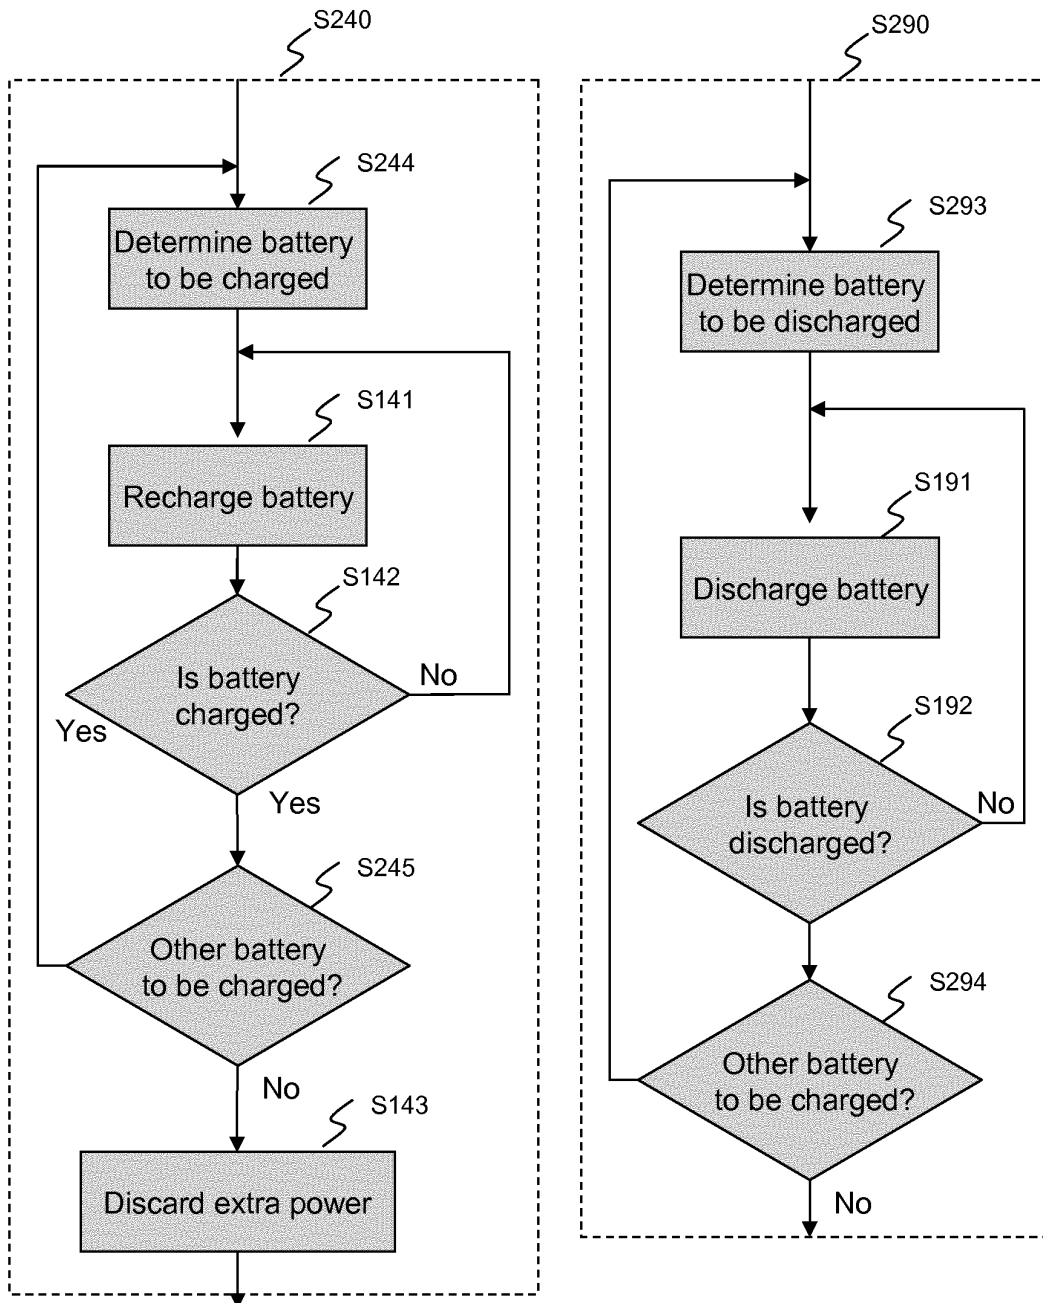 S240
S244
Determine battery
to be charged
S141
Recharge battery
S142
Is battery
charged?
No
Yes
Yes
S245
Other battery
to be charged?
No
S143
Discard extra power
S290
S293
Determine battery
to be discharged
S191
Discharge battery
S192
Is battery
discharged?
No
S294
Other battery
to be charged?
No